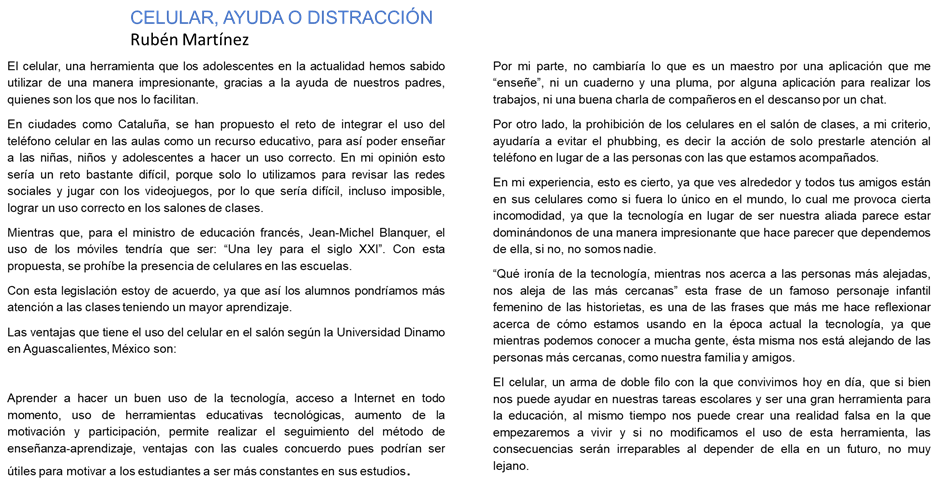 CELULAR, AYUDA O DISTRACCIÓN
Rubén Martínez
El celular, una herramienta que los adolescentes en la actualidad hemos sabido
utilizar de una manera impresionante, gracias a la ayuda de nuestros padres,
quienes son los que nos lo facilitan.
En ciudades como Cataluña, se han propuesto el reto de integrar el uso del
teléfono celular en las aulas como un recurso educativo, para así poder enseñar
a las niñas, niños y adolescentes a hacer un uso correcto. En mi opinión esto
sería un reto bastante difícil, porque solo lo utilizamos para revisar las redes
sociales y jugar con los videojuegos, por lo que sería difícil, incluso imposible,
lograr un uso correcto en los salones de clases.
Mientras que, para el ministro de educación francés, Jean-Michel Blanquer, el
uso de los móviles tendría que ser: “Una ley para el siglo XXI”. Con esta
propuesta, se prohíbe la presencia de celulares en las escuelas.
Con esta legislación estoy de acuerdo, ya que así los alumnos pondríamos más
atención a las clases teniendo un mayor aprendizaje.
Las ventajas que tiene el uso del celular en el salón según la Universidad Dinamo
en Aguascalientes, México son:
Aprender a hacer un buen uso de la tecnología, acceso a Internet en todo
momento, uso de herramientas educativas tecnológicas, aumento de la
motivación y participación, permite realizar el seguimiento del método de
enseñanza-aprendizaje, ventajas con las cuales concuerdo pues podrían ser
útiles para motivar a los estudiantes a ser más constantes en sus estudios.
Por mi parte, no cambiaría lo que es un maestro por una aplicación que me
“enseñe”, ni un cuaderno y una pluma, por alguna aplicación para realizar los
trabajos, ni una buena charla de compañeros en el descanso por un chat.
Por otro lado, la prohibición de los celulares en el salón de clases, a mi criterio,
ayudaría a evitar el phubbing, es decir la acción de solo prestarle atención al
teléfono en lugar de a las personas con las que estamos acompañados.
En mi experiencia, esto es cierto, ya que ves alrededor y todos tus amigos están
en sus celulares como si fuera lo único en el mundo, lo cual me provoca cierta
incomodidad, ya que la tecnología en lugar de ser nuestra aliada parece estar
dominándonos de una manera impresionante que hace parecer que dependemos
de ella, si no, no somos nadie.
“Qué ironía de la tecnología, mientras nos acerca a las personas más alejadas,
nos aleja de las más cercanas” esta frase de un famoso personaje infantil
femenino de las historietas, es una de las frases que más me hace reflexionar
acerca de cómo estamos usando en la época actual la tecnología, ya que
mientras podemos conocer a mucha gente, ésta misma nos está alejando de las
personas más cercanas, como nuestra familia y amigos.
El celular, un arma de doble filo con la que convivimos hoy en día, que si bien
nos puede ayudar en nuestras tareas escolares y ser una gran herramienta para
la educación, al mismo tiempo nos puede crear una realidad falsa en la que
empezaremos a vivir y si no modificamos el uso de esta herramienta, las
consecuencias serán irreparables al depender de ella en un futuro, no muy
lejano.